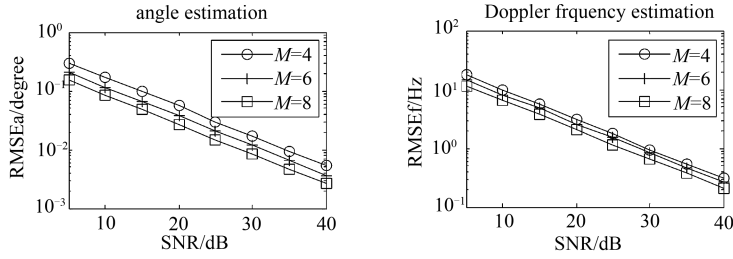 angle estimation
10^0
10^-1
10^-2
10^-3
RMSEa/degree
M=4
M=6
M=8
10 20 30 40
SNR/dB
Doppler frquency estimation
10^2
10^1
10^0
10^-1
RMSEf/Hz
M=4
M=6
M=8
10 20 30 40
SNR/dB